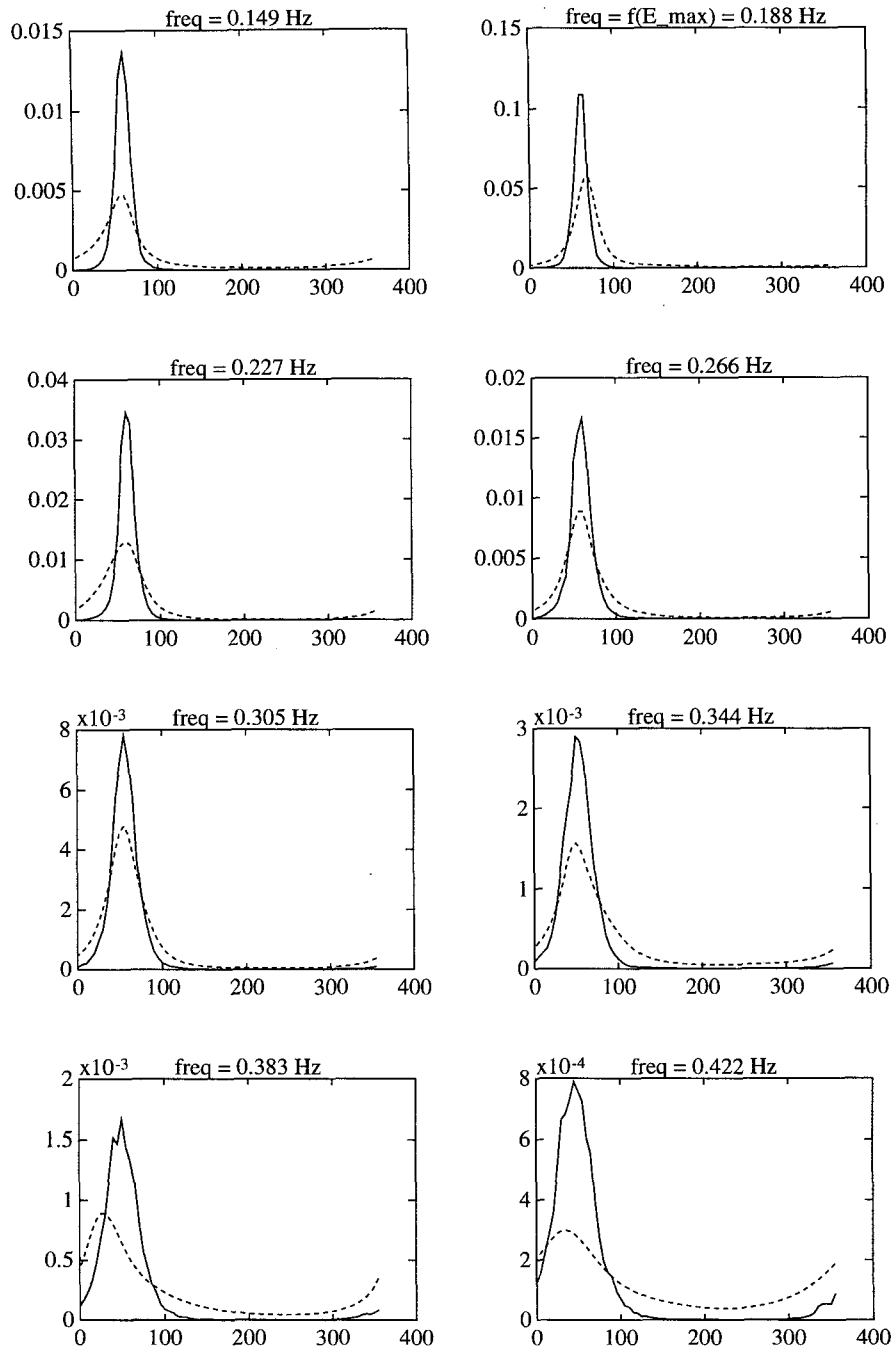 freq = 0.149 Hz
0.015
0.01
0.005
0
0 100 200 300 400
freq = f(E_max) = 0.188 Hz
0.15
0.1
0.05
0
0 100 200 300 400
freq = 0.227 Hz
0.04
0.03
0.02
0.01
0
0 100 200 300 400
freq = 0.266 Hz
0.02
0.015
0.01
0.005
0
0 100 200 300 400
x10-3 freq = 0.305 Hz
8
6
4
2
0
0 100 200 300 400
x10-3 freq = 0.344 Hz
3
2
1
0
0 100 200 300 400
x10-3 freq = 0.383 Hz
2
1.5
1
0.5
0
0 100 200 300 400
x10-4 freq = 0.422 Hz
8
6
4
2
0
0 100 200 300 400